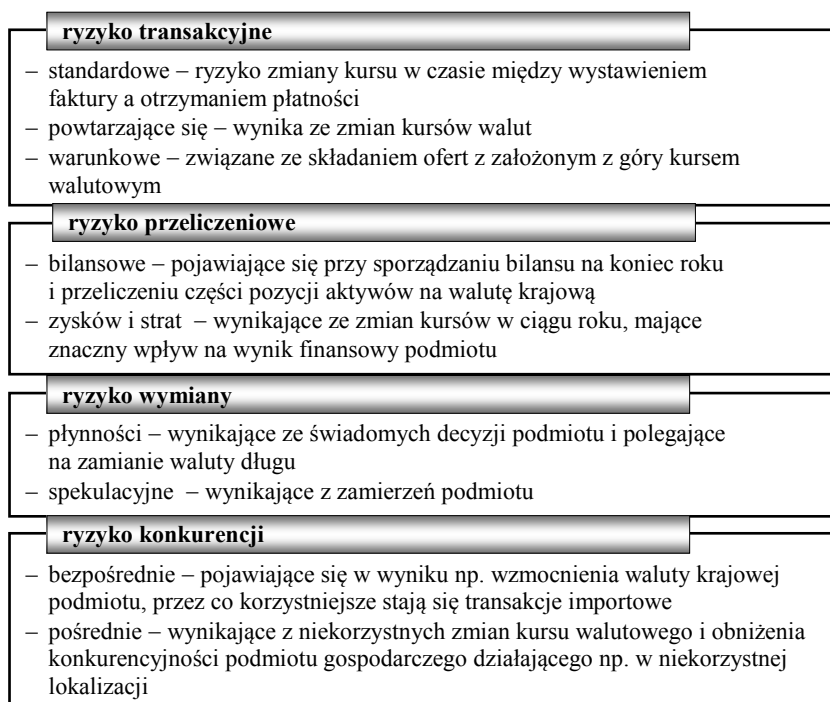 ryzyko transakcyjne
– standardowe – ryzyko zmiany kursu w czasie między wystawieniem
faktury a otrzymaniem płatności
– powtarzające się – wynika ze zmian kursów walut
– warunkowe – związane ze składaniem ofert z założonym z góry kursem
walutowym
ryzyko przeliczeniowe
– bilansowe – pojawiające się przy sporządzaniu bilansu na koniec roku
i przeliczeniu części pozycji aktywów na walutę krajową
– zysków i strat – wynikające ze zmian kursów w ciągu roku, mające
znaczny wpływ na wynik finansowy podmiotu
ryzyko wymiany
– płynności – wynikające ze świadomych decyzji podmiotu i polegające
na zamianie waluty długu
– spekulacyjne – wynikające z zamierzeń podmiotu
ryzyko konkurencji
– bezpośrednie – pojawiające się w wyniku np. wzmocnienia waluty krajowej
podmiotu, przez co korzystniejsze stają się transakcje importowe
– pośrednie – wynikające z niekorzystnych zmian kursu walutowego i obniżenia
konkurencyjności podmiotu gospodarczego działającego np. w niekorzystnej
lokalizacji